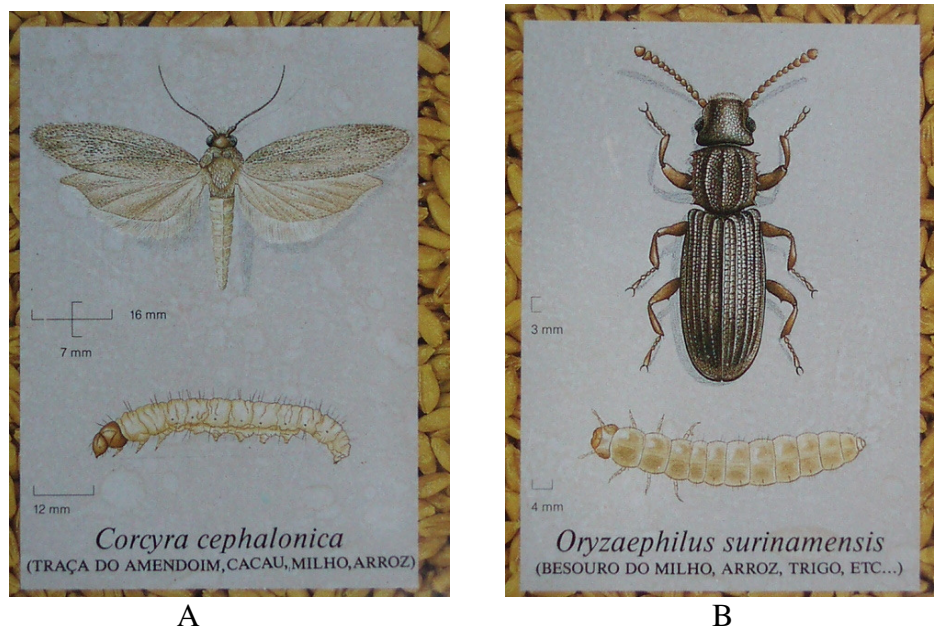 16 mm
7 mm
12 mm
Corcyra cephalonica
(TRAÇA DO AMENDOIM, CACAU, MILHO, ARROZ)
A
3 mm
4 mm
Oryzaephilus surinamensis
(BESOURO DO MILHO, ARROZ, TRIGO, ETC...)
B